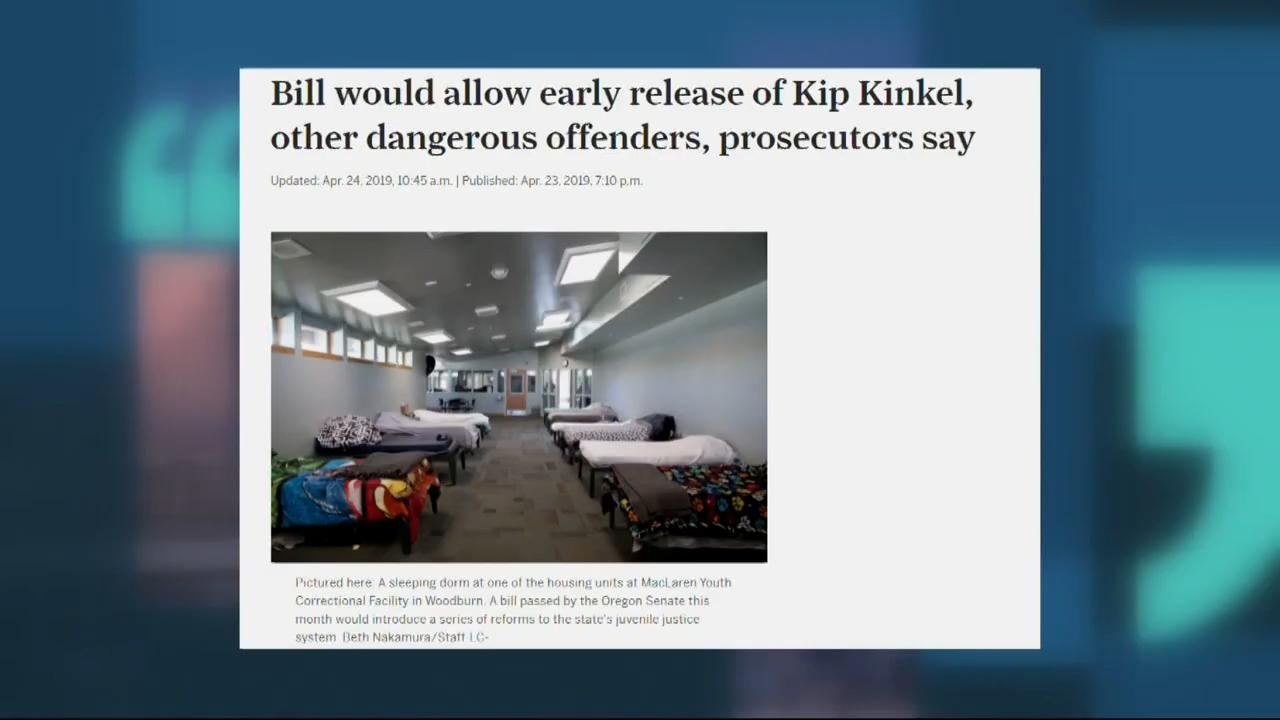 Bill would allow early release of Kip Kinkel,
other dangerous offenders, prosecutors say
Updated: Apr. 24, 2019, 10:45 a.m. | Published: Apr. 23, 2019, 7:10 p.m.
Pictured here: A sleeping dorm at one of the housing units at MacLaren Youth
Correctional Facility in Woodburn. A bill passed by the Oregon Senate this
month would introduce a series of reforms to the state's juvenile justice
system. Beth Nakamura/Staff LC-